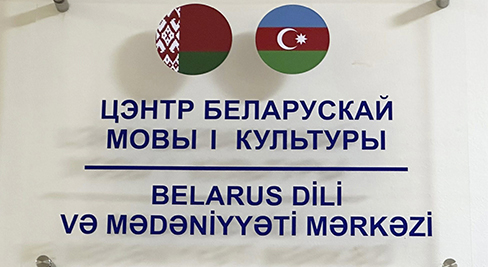 ЦЭНТР БЕЛАРУСКАЙ
МОВЫ І КУЛЬТУРЫ
BELARUS DİLİ
VƏ MƏDƏNİYYƏTİ MƏRKƏZİ